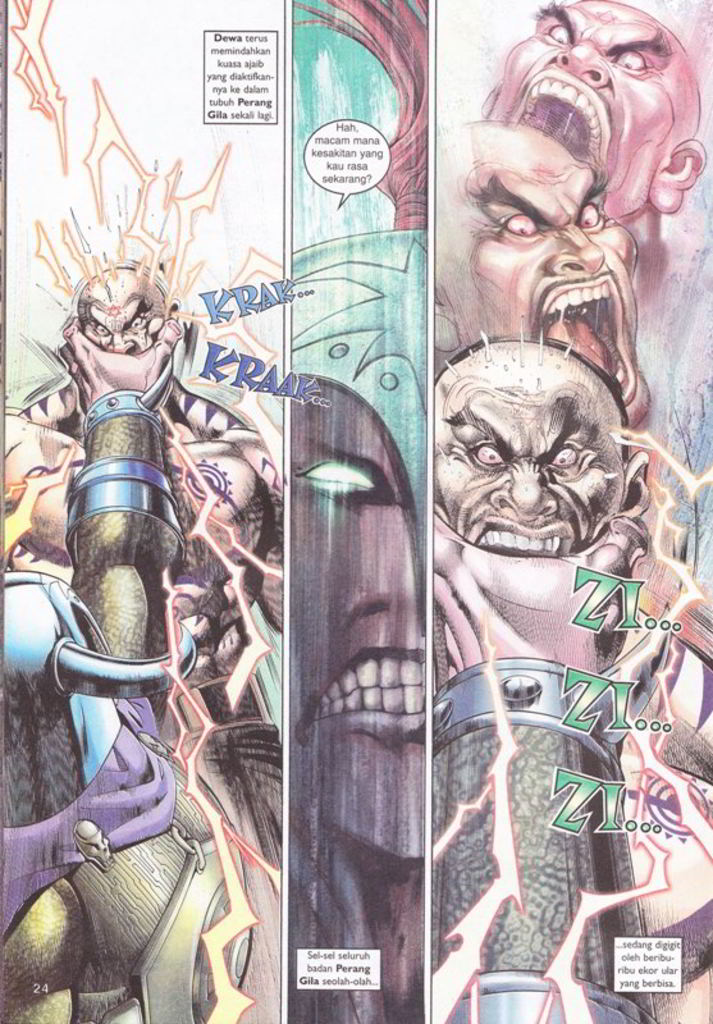 Dewa terus
memindahkan
kuasa ajaib
yang diaktifkan-
nya ke dalam
tubuh Perang
Gila sekali lagi.
KRAK...
KRAAK...
24
Hah,
macam mana
kesakitan yang
kau rasa
sekarang?
Sel-sel seluruh
badan Perang
Gila seolah-olah...
ZI...
ZI...
ZI...
...sedang digigit
oleh beribu-
ribu ekor ular
yang berbisa.